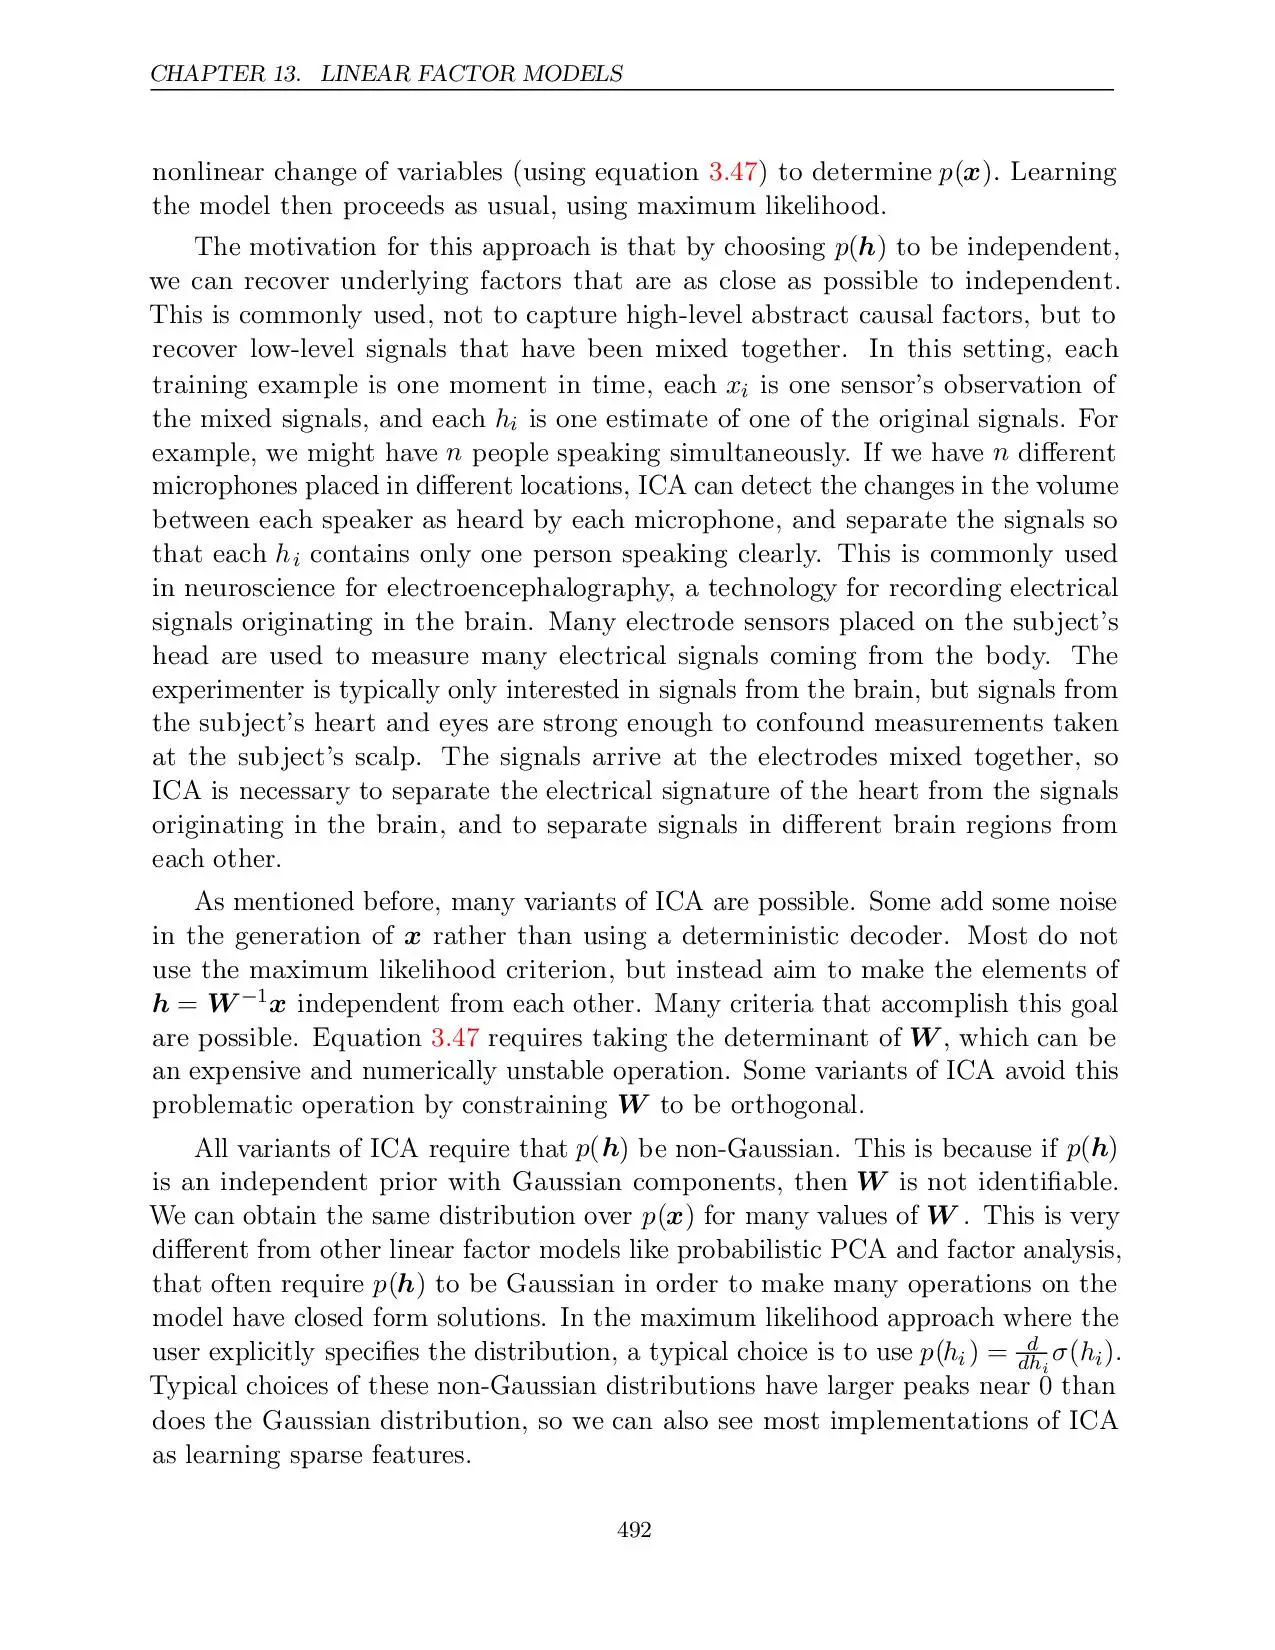 CHAPTER 13. LINEAR FACTOR MODELS
nonlinear change of variables (using equation 3.47) to determine p(x). Learning
the model then proceeds as usual, using maximum likelihood.
The motivation for this approach is that by choosing p(h) to be independent,
we can recover underlying factors that are as close as possible to independent.
This is commonly used, not to capture high-level abstract causal factors, but to
recover low-level signals that have been mixed together. In this setting, each
training example is one moment in time, each xᵢ is one sensor's observation of
the mixed signals, and each hᵢ is one estimate of one of the original signals. For
example, we might have n people speaking simultaneously. If we have n different
microphones placed in different locations, ICA can detect the changes in the volume
between each speaker as heard by each microphone, and separate the signals so
that each hᵢ contains only one person speaking clearly. This is commonly used
in neuroscience for electroencephalography, a technology for recording electrical
signals originating in the brain. Many electrode sensors placed on the subject's
head are used to measure many electrical signals coming from the body. The
experimenter is typically only interested in signals from the brain, but signals from
the subject's heart and eyes are strong enough to confound measurements taken
at the subject's scalp. The signals arrive at the electrodes mixed together, so
ICA is necessary to separate the electrical signature of the heart from the signals
originating in the brain, and to separate signals in different brain regions from
each other.
As mentioned before, many variants of ICA are possible. Some add some noise
in the generation of x rather than using a deterministic decoder. Most do not
use the maximum likelihood criterion, but instead aim to make the elements of
h = W⁻¹x independent from each other. Many criteria that accomplish this goal
are possible. Equation 3.47 requires taking the determinant of W, which can be
an expensive and numerically unstable operation. Some variants of ICA avoid this
problematic operation by constraining W to be orthogonal.
All variants of ICA require that p(h) be non-Gaussian. This is because if p(h)
is an independent prior with Gaussian components, then W is not identifiable.
We can obtain the same distribution over p(x) for many values of W. This is very
different from other linear factor models like probabilistic PCA and factor analysis,
that often require p(h) to be Gaussian in order to make many operations on the
model have closed form solutions. In the maximum likelihood approach where the
user explicitly specifies the distribution, a typical choice is to use p(hᵢ) = d/dhᵢ σ(hᵢ).
Typical choices of these non-Gaussian distributions have larger peaks near 0 than
does the Gaussian distribution, so we can also see most implementations of ICA
as learning sparse features.
492